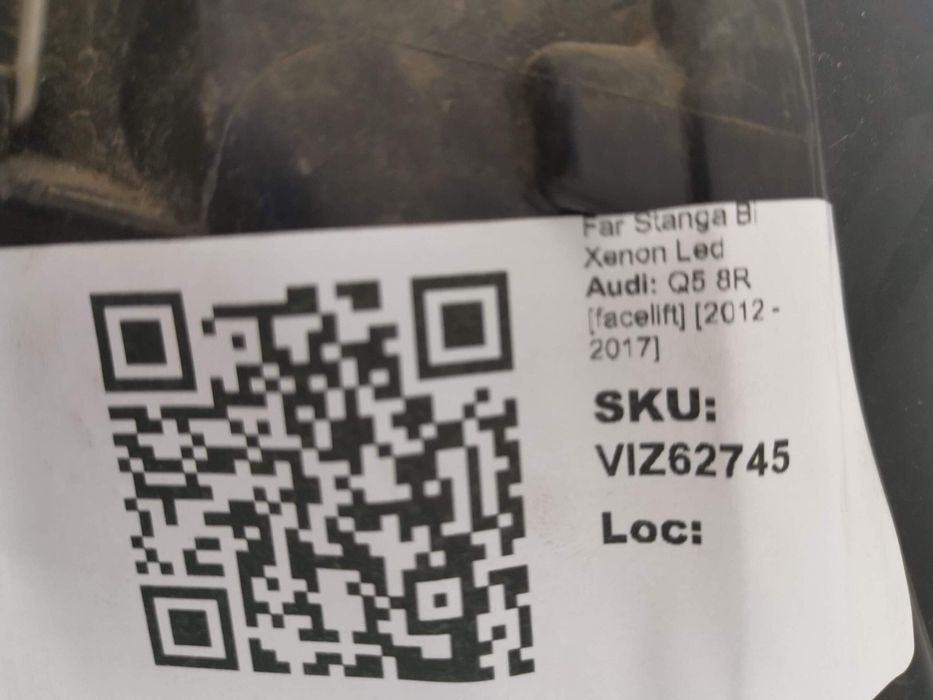 Far Stanga Bi
Xenon Led
Audi: Q5 8R
[facelift] [2012 -
2017]
SKU:
VIZ62745
Loc: